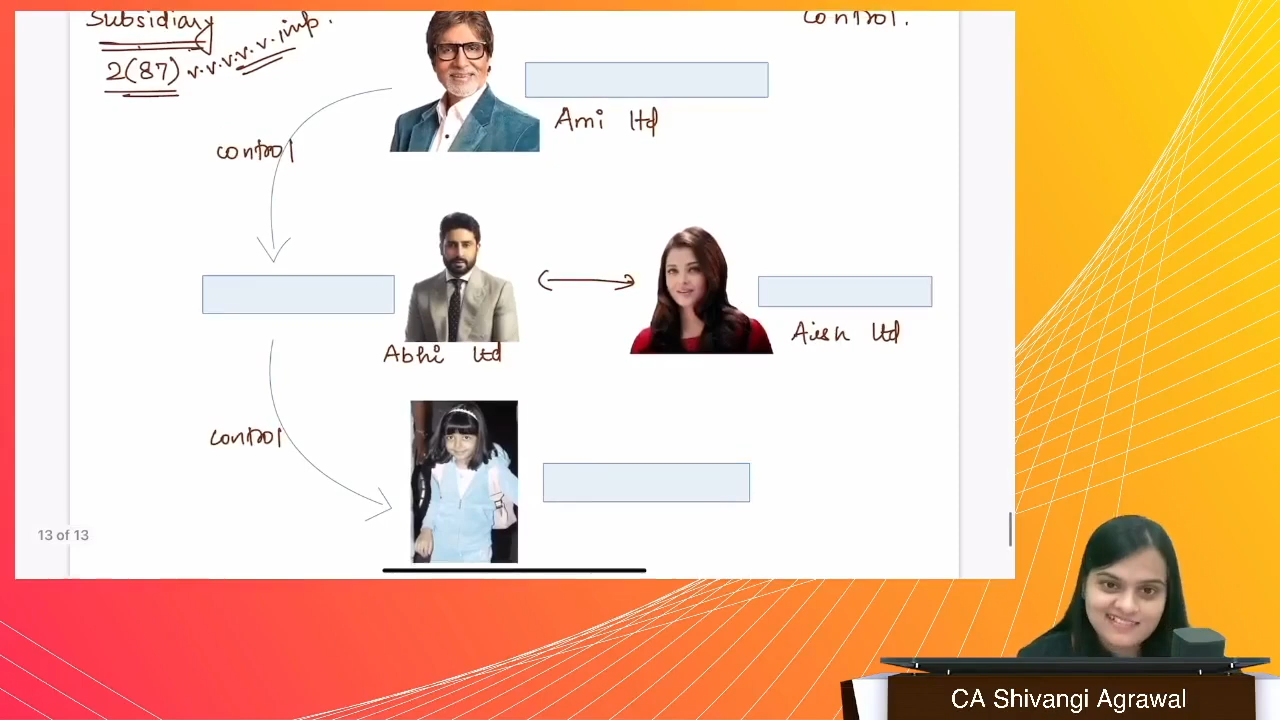 Subsidiary
control.
2(87) v.v.v.v.v.imp.
Ami ltd
control
Abhi ltd
Aish ltd
control
13 of 13
CA Shivangi Agrawal